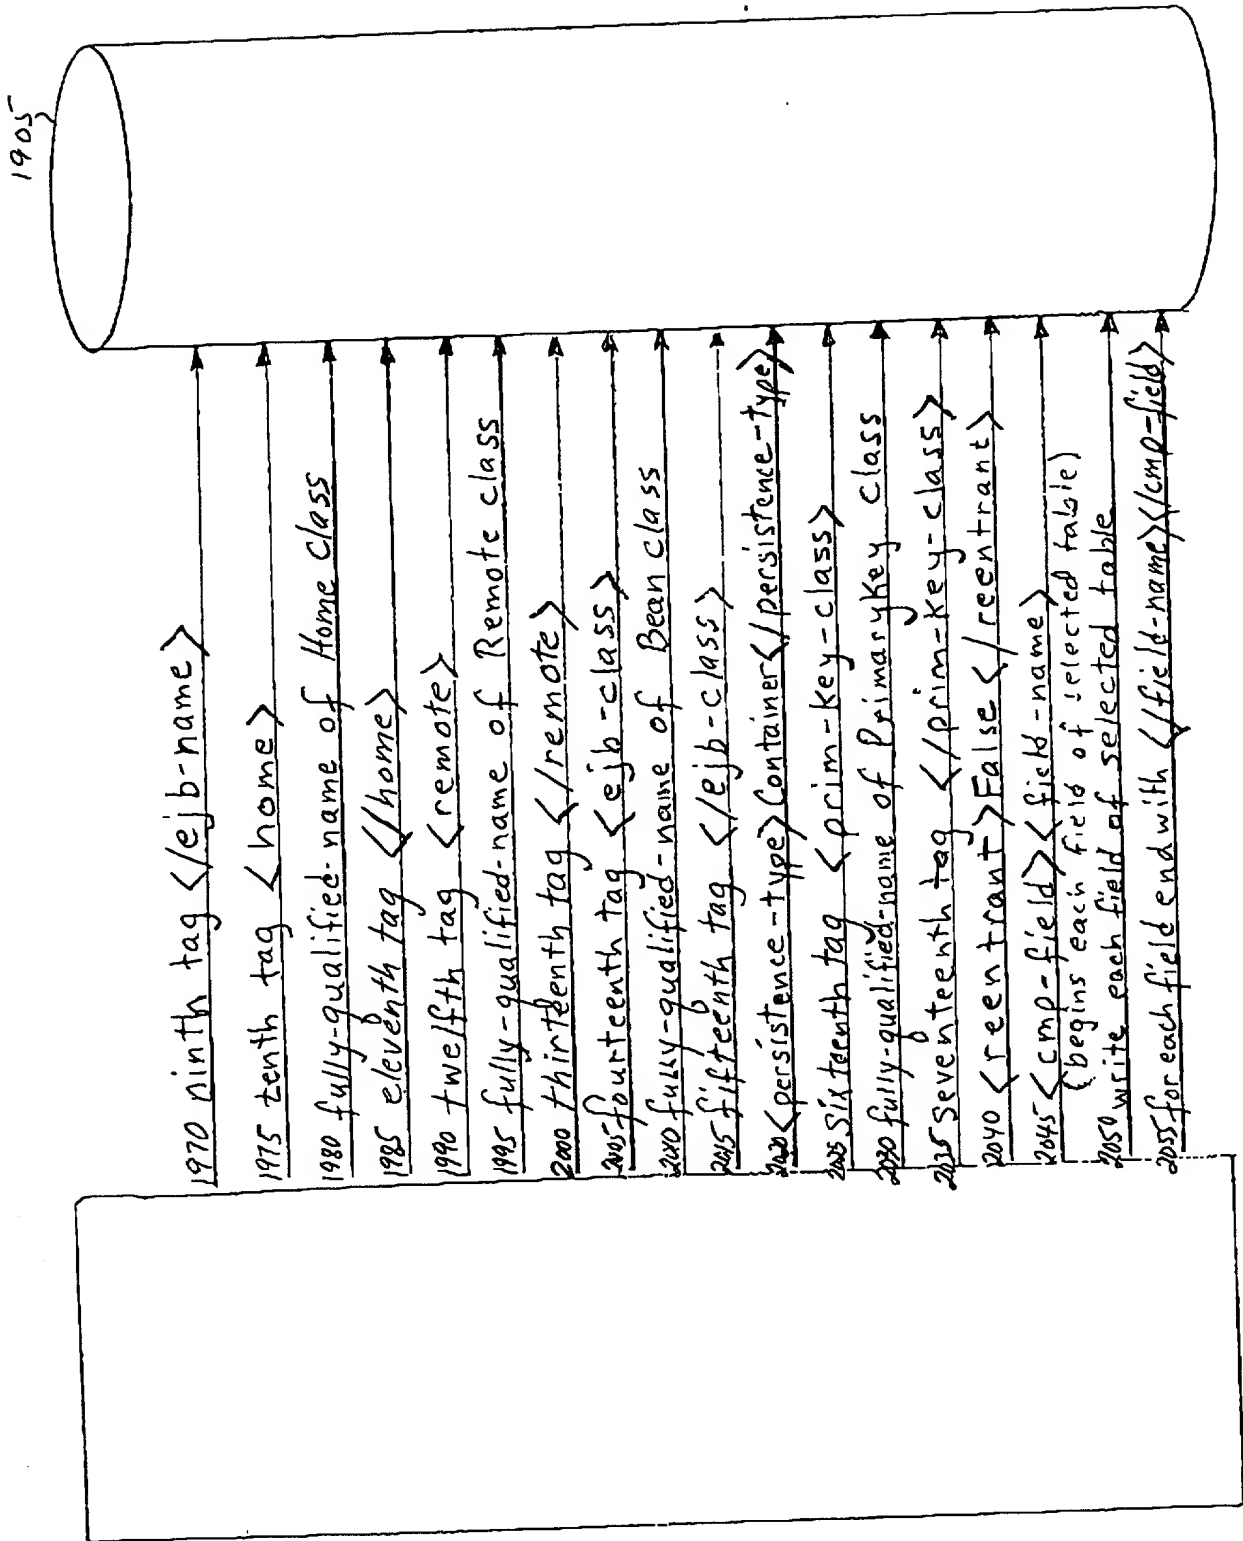 1905
1970 ninth tag </ejb-name>
1975 tenth tag <home>
1980 fully-qualified-name of Home class
1985 eleventh tag </home>
1990 twelfth tag <remote>
1995 fully-qualified-name of Remote class
2000 thirteenth tag </remote>
2005 fourteenth tag <ejb-class>
2010 fully-qualified-name of Bean class
2015 fifteenth tag </ejb-class>
2020 <persistence-type>Container</persistence-type>
2025 Sixteenth tag <prim-key-class>
2030 fully-qualified-name of PrimaryKey class
2035 Seventeenth tag </prim-key-class>
2040 <reentrant>False</reentrant>
2045 <cmp-field><field-name>
(begins each field of selected table)
2050 write each field of selected table
2055 for each field end with </field-name></cmp-field>